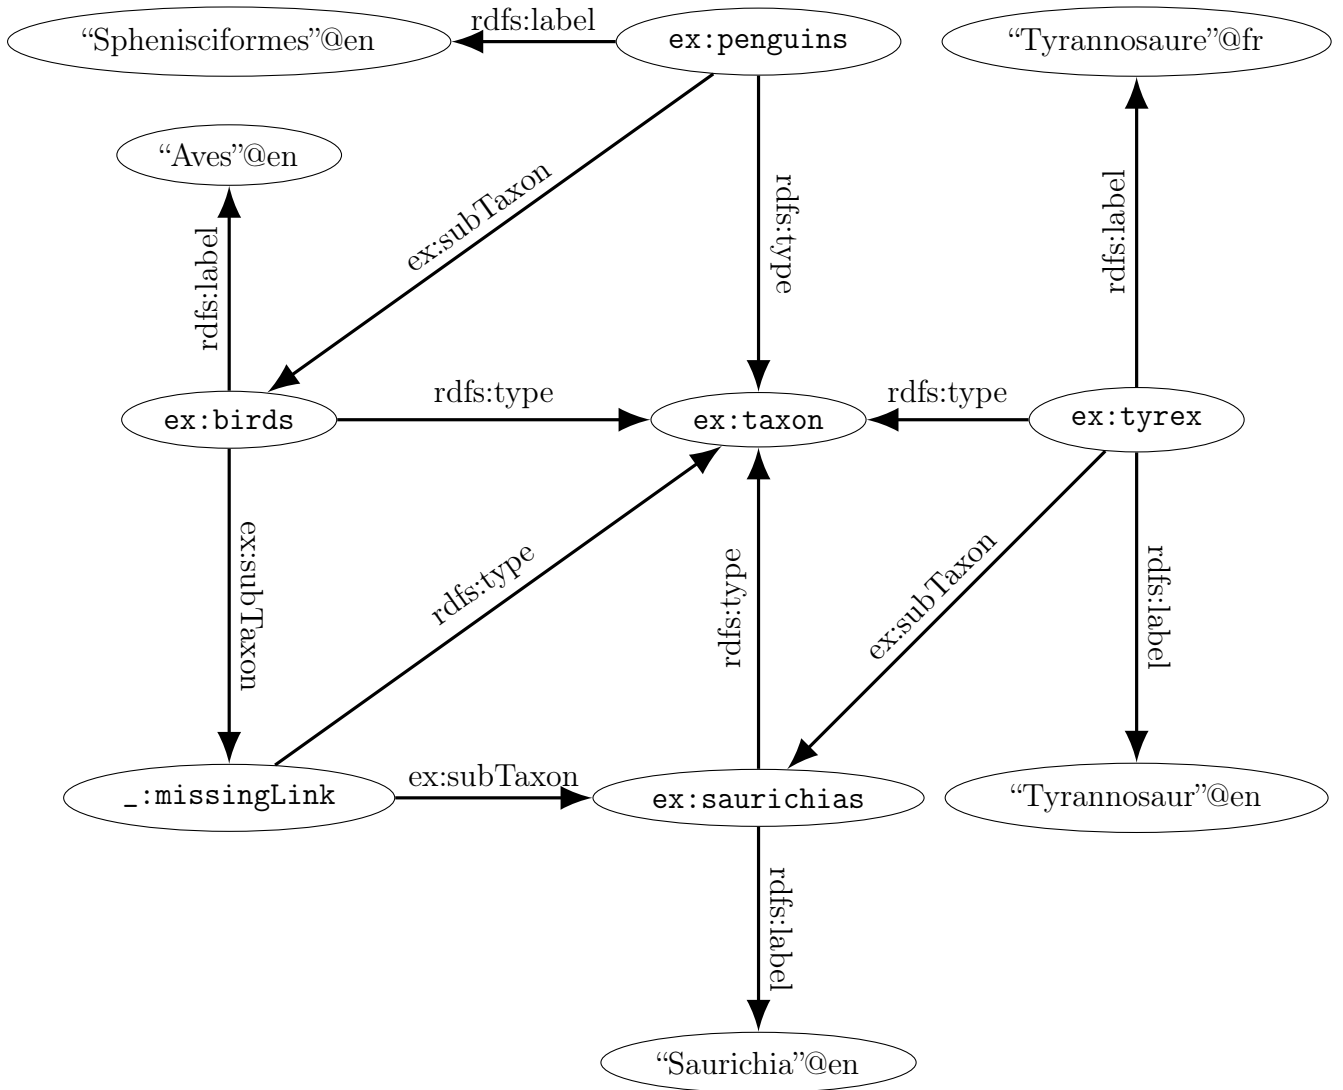 “Sphenisciformes”@en
rdfs:label
ex:penguins
“Tyrannosaure”@fr
“Aves”@en
rdfs:label
ex:subTaxon
rdfs:type
rdfs:label
ex:birds
rdfs:type
ex:taxon
rdfs:type
ex:tyrex
ex:subTaxon
rdfs:type
rdfs:type
ex:subTaxon
rdfs:label
_:missingLink
ex:subTaxon
ex:saurichias
“Tyrannosaur”@en
rdfs:label
“Saurichia”@en